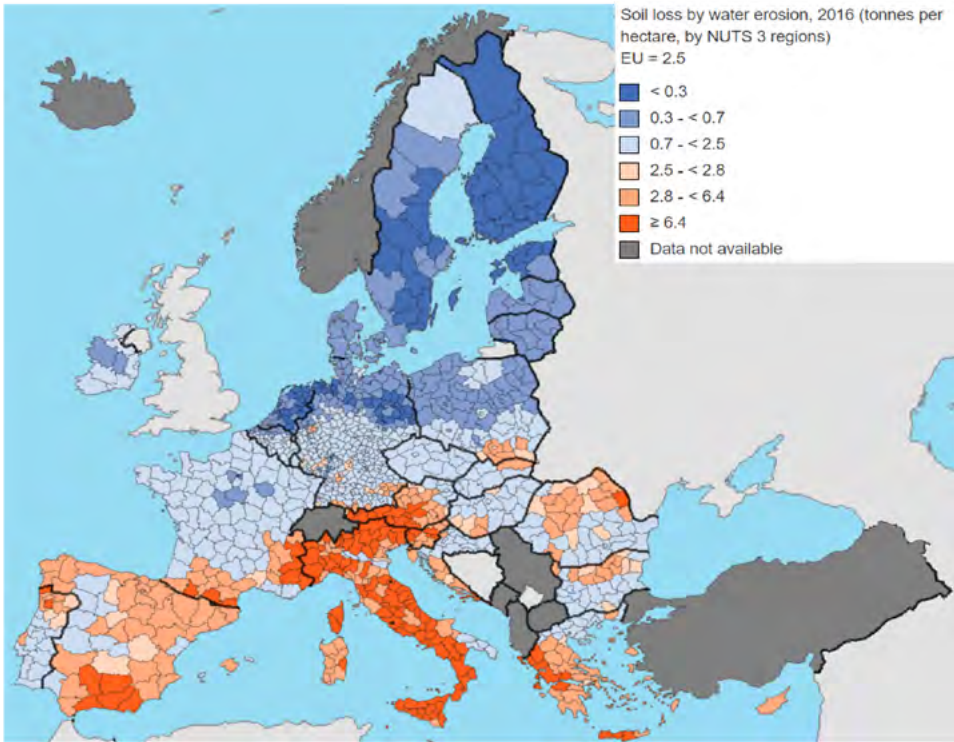 Soil loss by water erosion, 2016 (tonnes per
hectare, by NUTS 3 regions)
EU = 2.5
< 0.3
0.3 - < 0.7
0.7 - < 2.5
2.5 - < 2.8
2.8 - < 6.4
≥ 6.4
Data not available